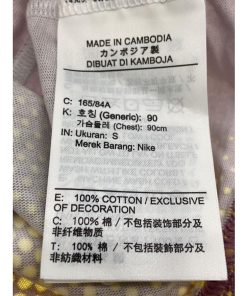 MADE IN CAMBODIA
カンボジア製
DIBUAT DI KAMBOJA
C: 165/84A
K: 호칭 (Generic): 90
가슴둘레 (Chest): 90cm
IN: Ukuran: S
Merek Barang: Nike
E: 100% COTTON / EXCLUSIVE
OF DECORATION
C: 100% 棉 / 不包括装饰部分及
非纤维物质
T: 100% 棉 / 不包括裝飾部分及
非紡織材料